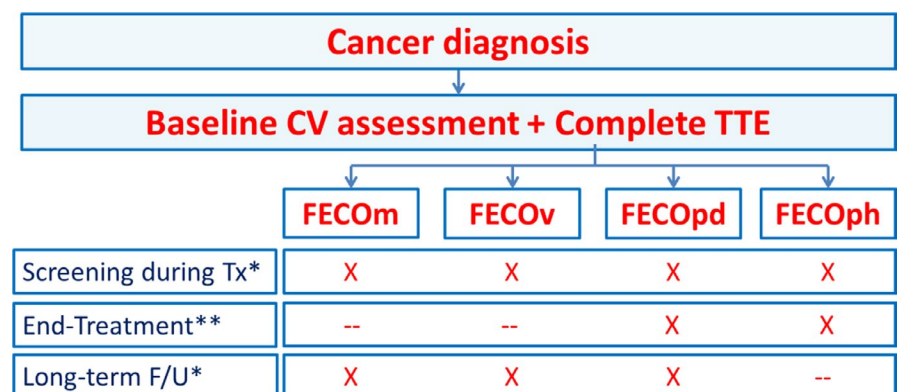 Cancer diagnosis
Baseline CV assessment + Complete TTE
FECOm FECOv FECOpd FECOph
Screening during Tx* X X X X
End-Treatment** -- -- X X
Long-term F/U* X X X --